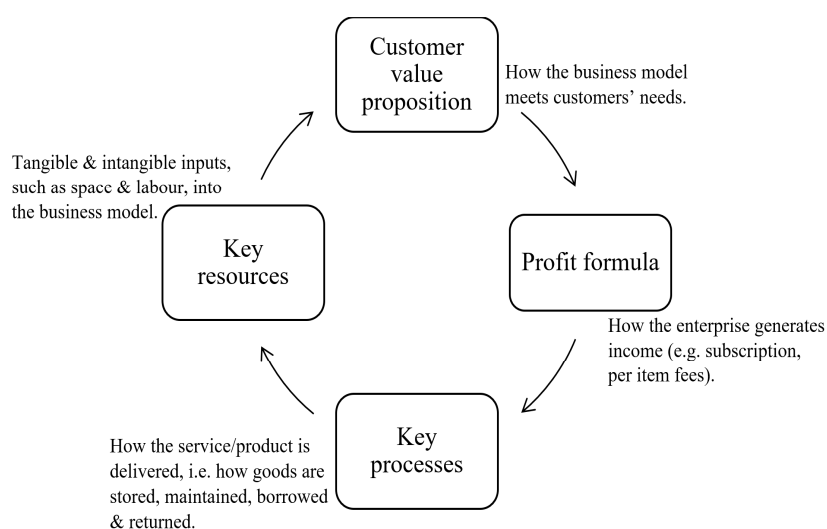 Customer
value
proposition
How the business model
meets customers’ needs.
Profit formula
How the enterprise generates
income (e.g. subscription,
per item fees).
Key
processes
How the service/product is
delivered, i.e. how goods are
stored, maintained, borrowed
& returned.
Key
resources
Tangible & intangible inputs,
such as space & labour, into
the business model.